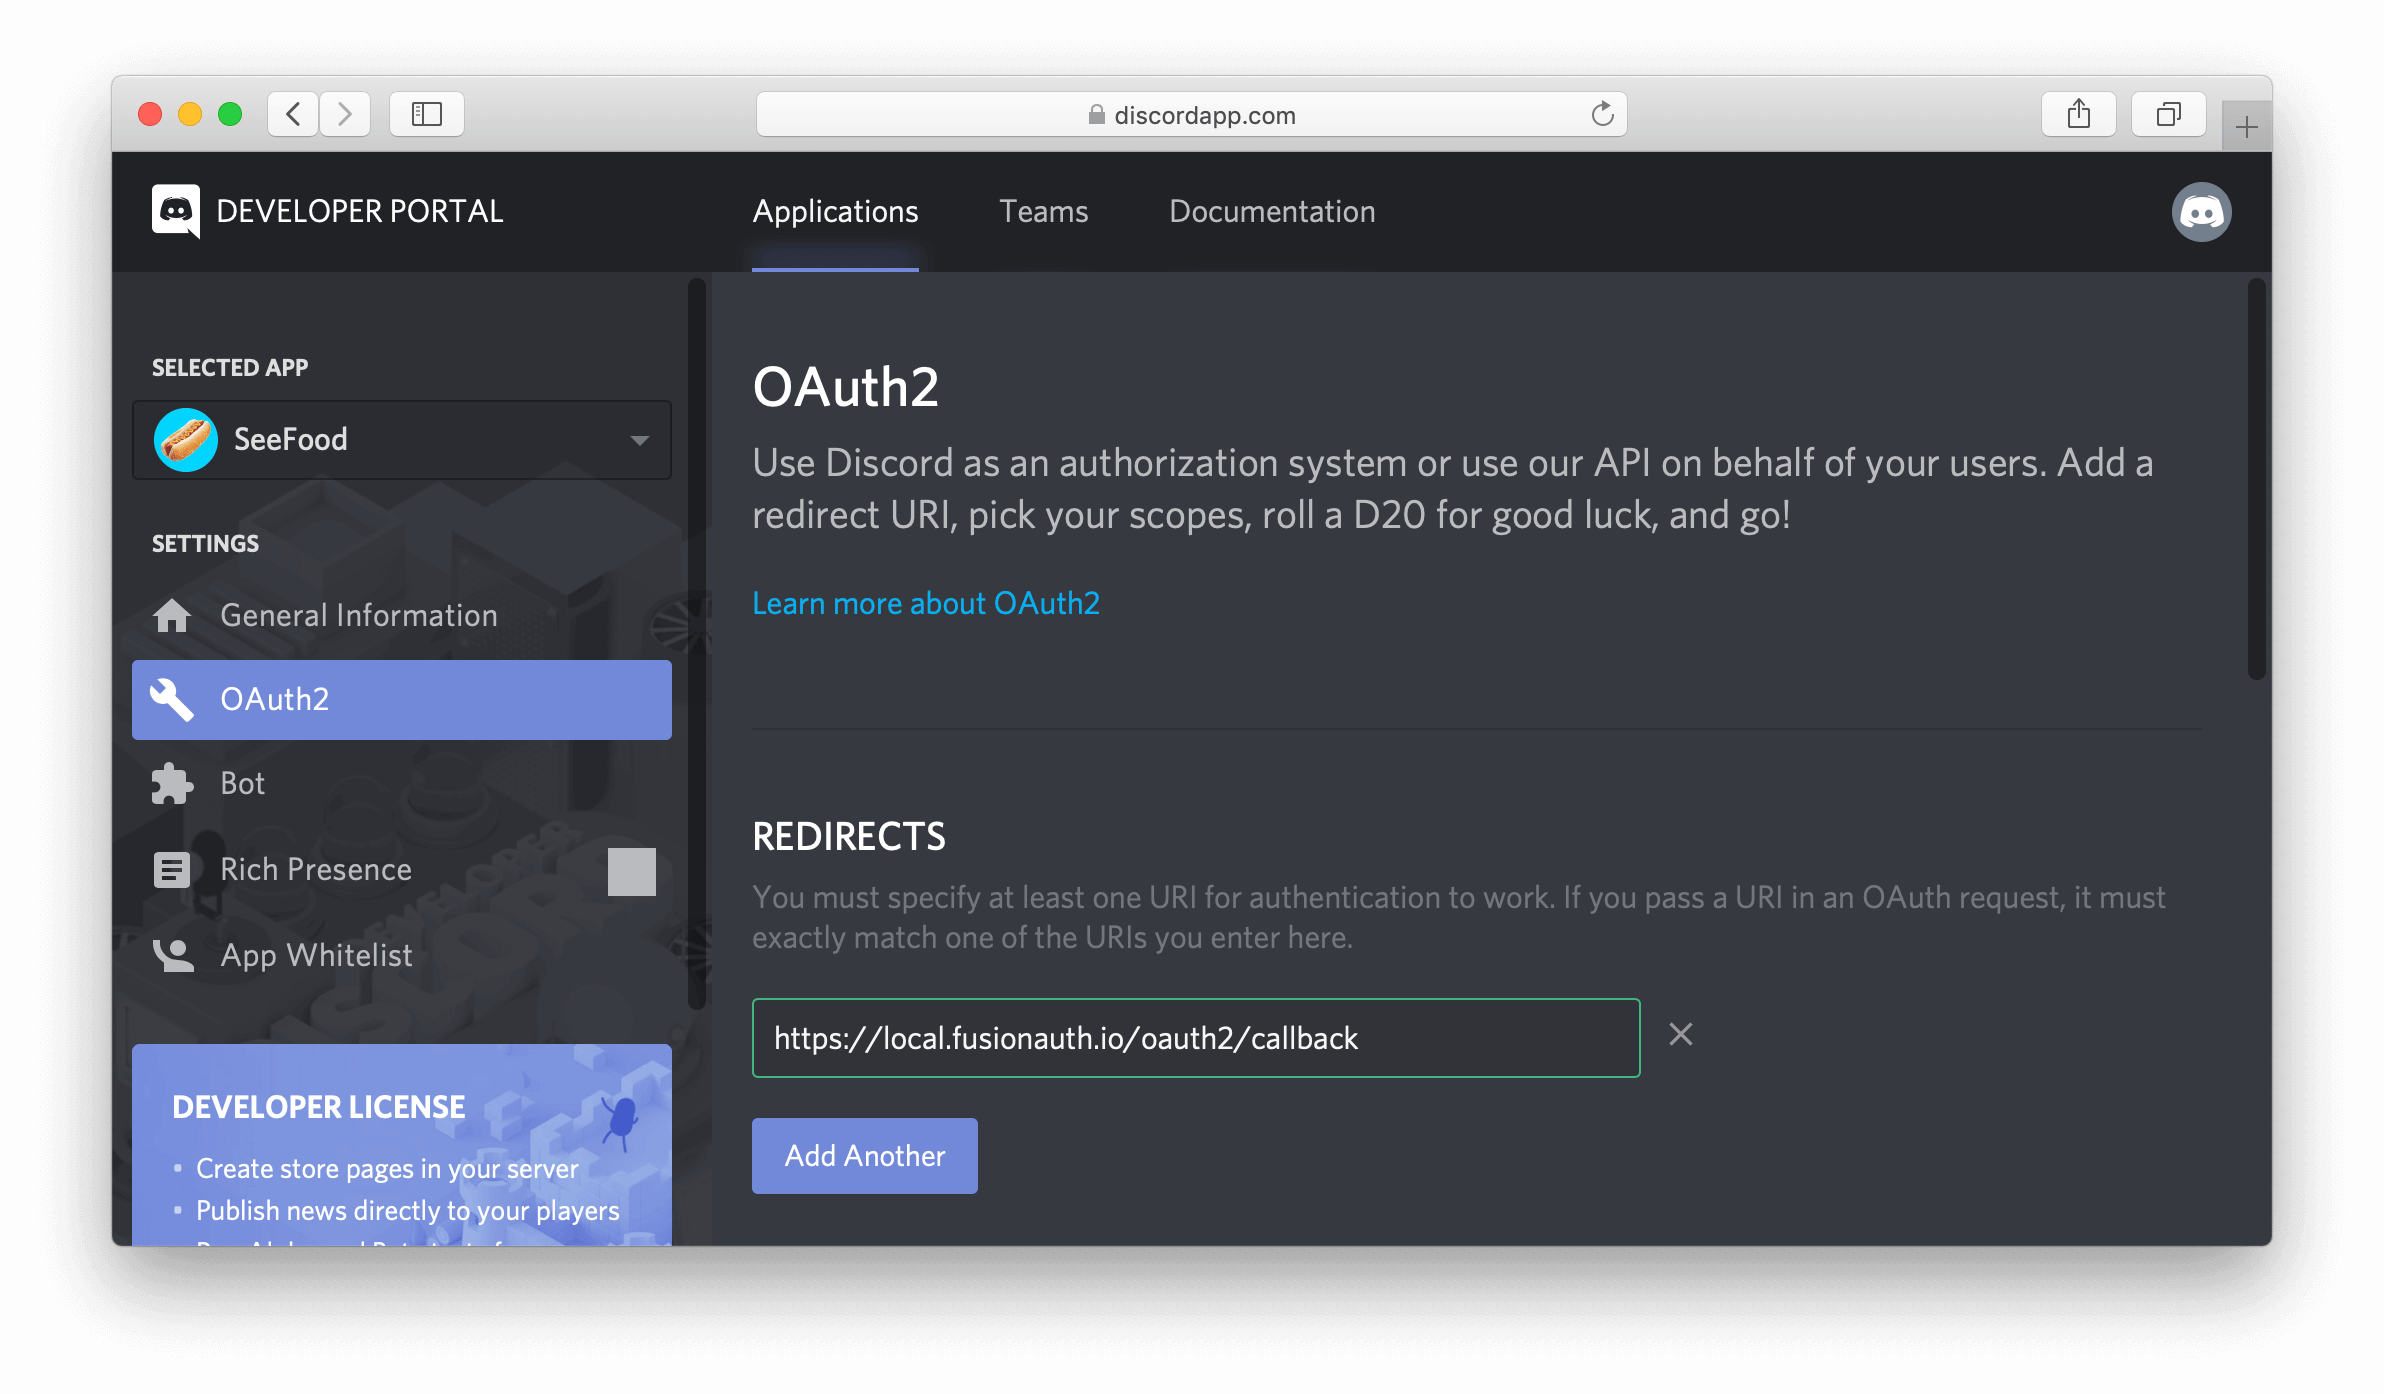 discordapp.com
DEVELOPER PORTAL
Applications
Teams
Documentation
SELECTED APP
SeeFood
SETTINGS
General Information
OAuth2
Bot
Rich Presence
App Whitelist
DEVELOPER LICENSE
Create store pages in your server
Publish news directly to your players
OAuth2
Use Discord as an authorization system or use our API on behalf of your users. Add a
redirect URI, pick your scopes, roll a D20 for good luck, and go!
Learn more about OAuth2
REDIRECTS
You must specify at least one URI for authentication to work. If you pass a URI in an OAuth request, it must
exactly match one of the URIs you enter here.
https://local.fusionauth.io/oauth2/callback
Add Another